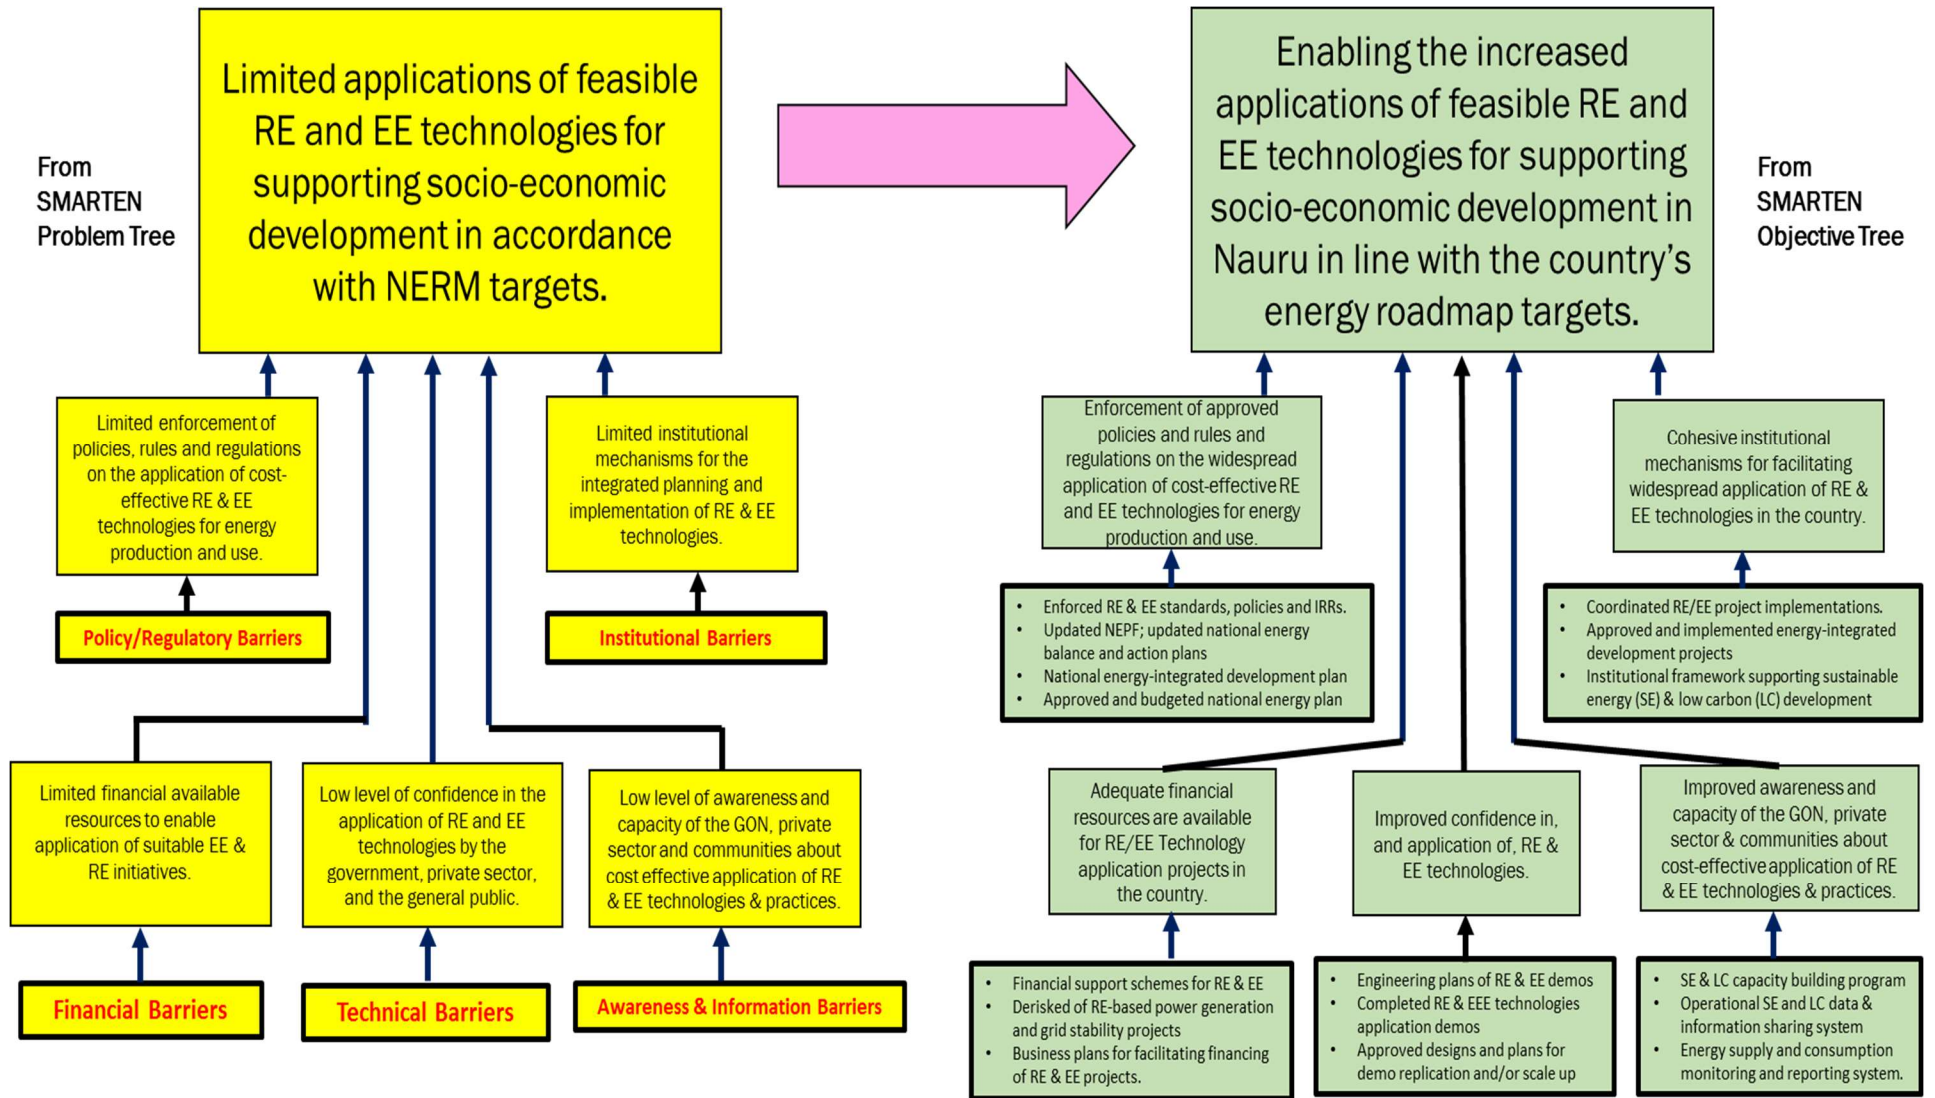 Limited applications of feasible
RE and EE technologies for
supporting socio-economic
development in accordance
with NERM targets.
From
SMARTEN
Problem Tree
Enabling the increased
applications of feasible RE and
EE technologies for supporting
socio-economic development in
Nauru in line with the country's
energy roadmap targets.
From
SMARTEN
Objective Tree
Limited enforcement of
policies, rules and regulations
on the application of cost-
effective RE & EE
technologies for energy
production and use.
Policy/Regulatory Barriers
Limited institutional
mechanisms for the
integrated planning and
implementation of RE & EE
technologies.
Institutional Barriers
Limited financial available
resources to enable
application of suitable EE &
RE initiatives.
Financial Barriers
Low level of confidence in the
application of RE and EE
technologies by the
government, private sector,
and the general public.
Technical Barriers
Low level of awareness and
capacity of the GON, private
sector and communities about
cost effective application of RE
& EE technologies & practices.
Awareness & Information Barriers
Enforcement of approved
policies and rules and
regulations on the widespread
application of cost-effective RE
and EE technologies for energy
production and use.
• Enforced RE & EE standards, policies and IRRs.
• Updated NEPF; updated national energy
balance and action plans
• National energy-integrated development plan
• Approved and budgeted national energy plan
Cohesive institutional
mechanisms for facilitating
widespread application of RE &
EE technologies in the country.
• Coordinated RE/EE project implementations.
• Approved and implemented energy-integrated
development projects
• Institutional framework supporting sustainable
energy (SE) & low carbon (LC) development
Adequate financial
resources are available
for RE/EE Technology
application projects in
the country.
• Financial support schemes for RE & EE
• Derisked of RE-based power generation
and grid stability projects
• Business plans for facilitating financing
of RE & EE projects.
Improved confidence in,
and application of, RE &
EE technologies.
• Engineering plans of RE & EE demos
• Completed RE & EEE technologies
application demos
• Approved designs and plans for
demo replication and/or scale up
Improved awareness and
capacity of the GON, private
sector & communities about
cost-effective application of RE
& EE technologies & practices.
• SE & LC capacity building program
• Operational SE and LC data &
information sharing system
• Energy supply and consumption
monitoring and reporting system.